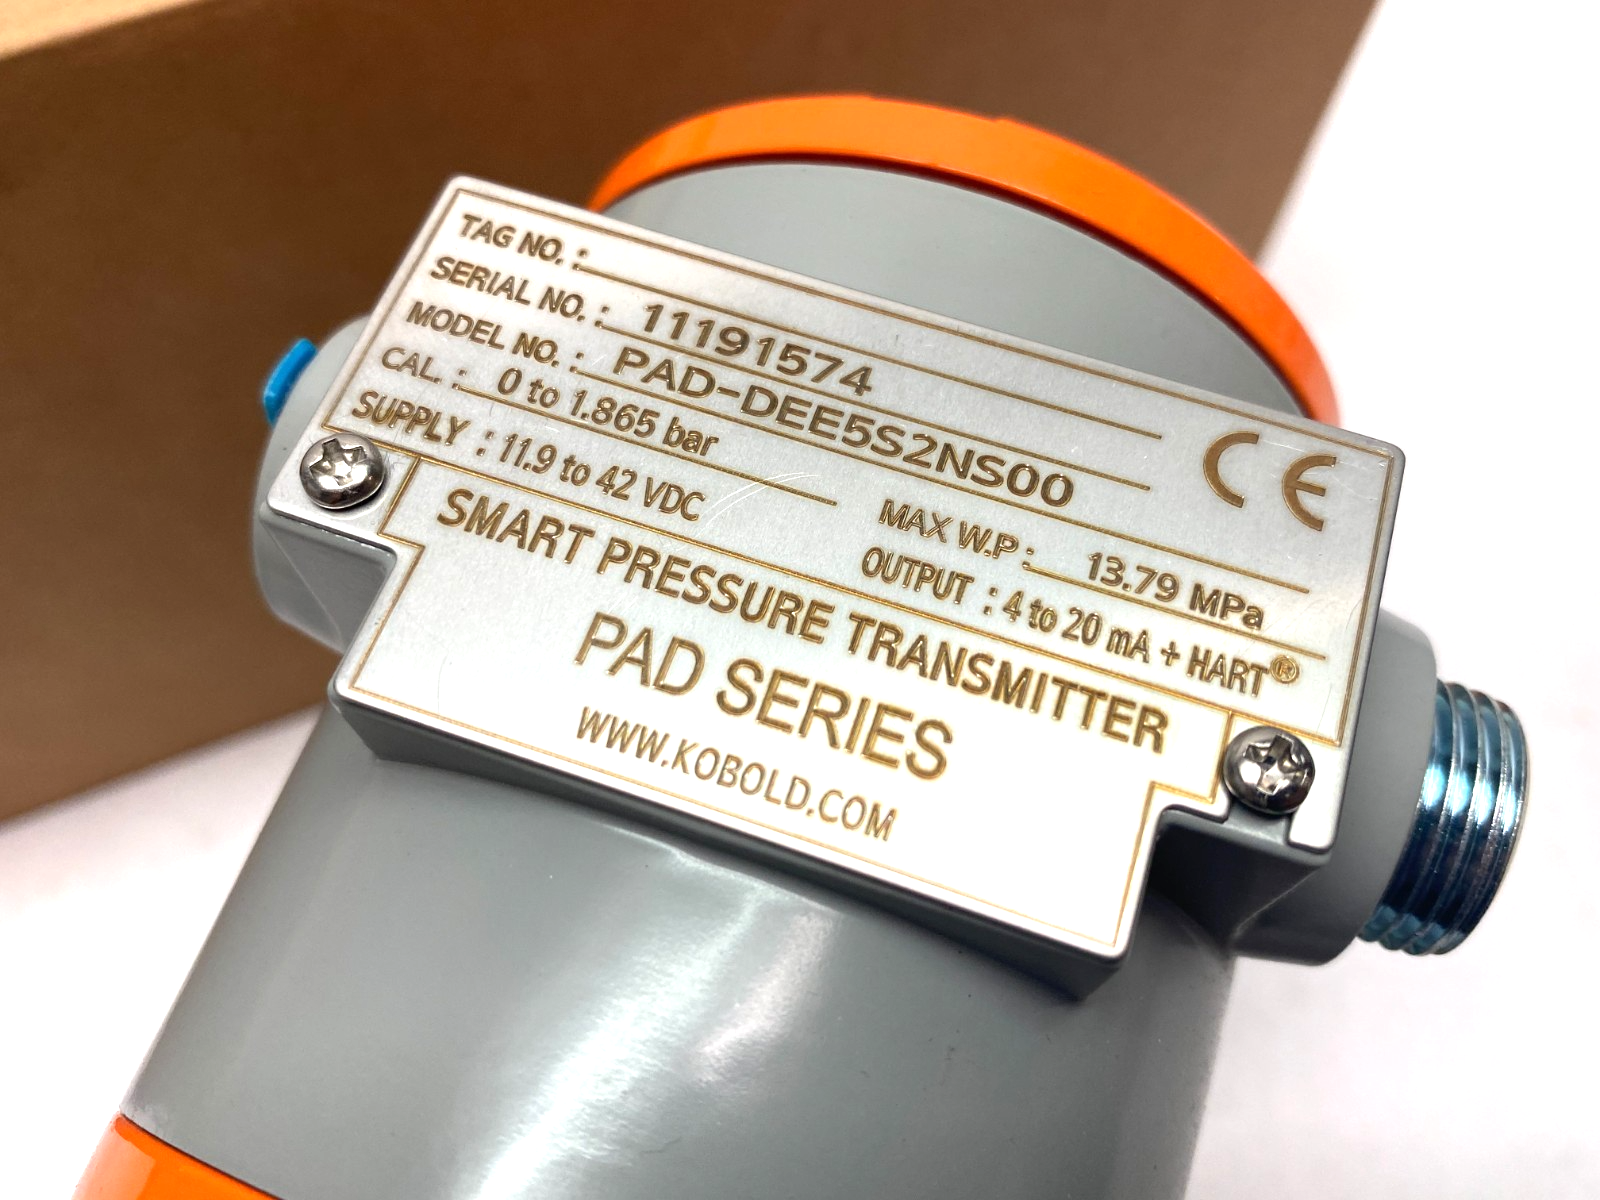 TAG NO. :
SERIAL NO. : 11191574
MODEL NO. : PAD-DEE5S2NS00
CAL. : 0 to 1.865 bar MAX W.P : 13.79 MPa
SUPPLY : 11.9 to 42 VDC OUTPUT : 4 to 20 mA + HART®
CE
SMART PRESSURE TRANSMITTER
PAD SERIES
WWW.KOBOLD.COM